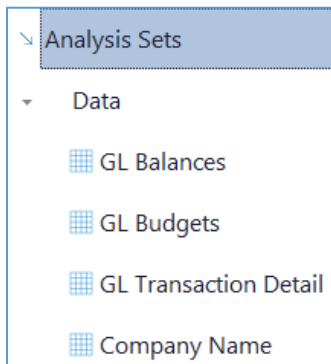 Analysis Sets
Data
GL Balances
GL Budgets
GL Transaction Detail
Company Name